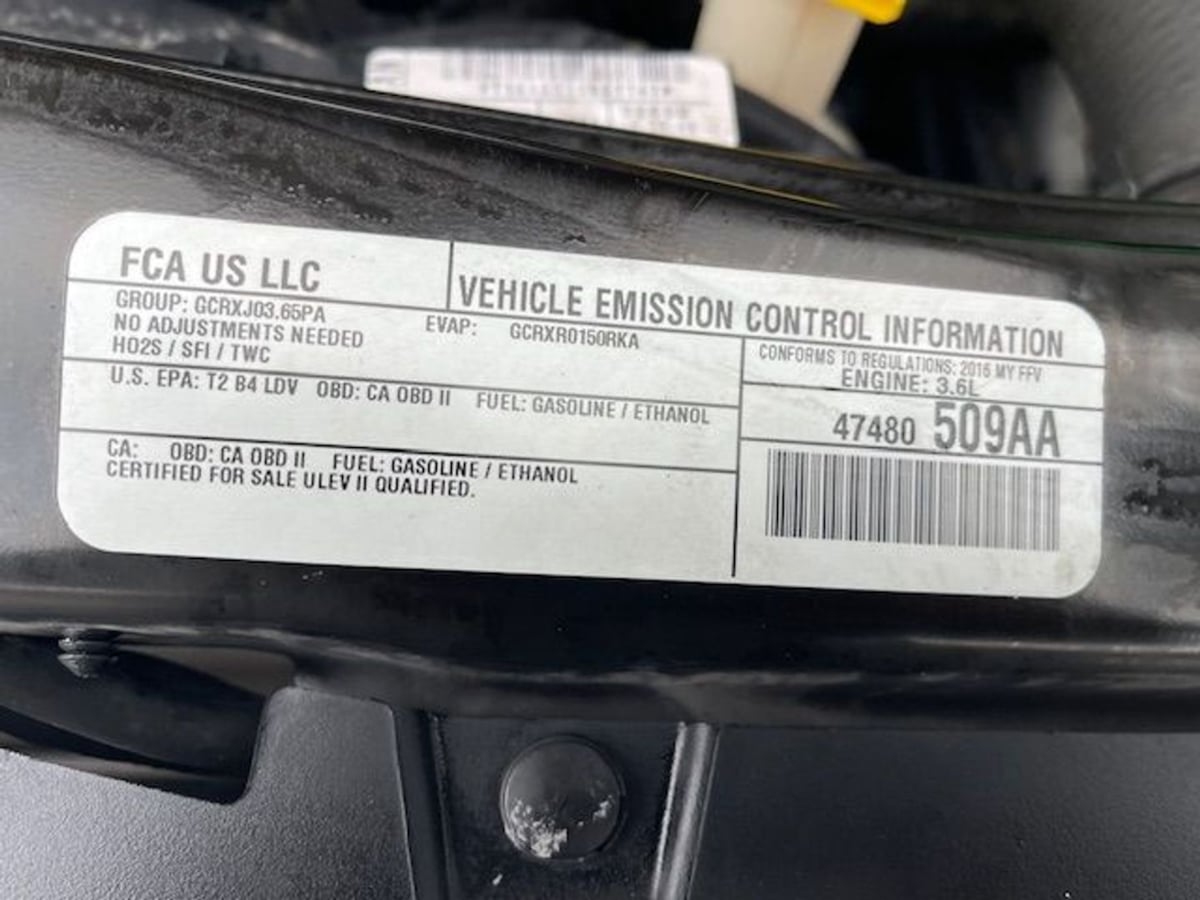 FCA US LLC
VEHICLE EMISSION CONTROL INFORMATION
GROUP: GCRXJ03.65PA
EVAP: GCRXR0150RKA
NO ADJUSTMENTS NEEDED
HO2S / SFI / TWC
CONFORMS TO REGULATIONS: 2016 MY FFV
ENGINE: 3.6L
U.S. EPA: T2 B4 LDV OBD: CA OBD II FUEL: GASOLINE / ETHANOL
47480 509AA
CA: OBD: CA OBD II FUEL: GASOLINE / ETHANOL
CERTIFIED FOR SALE ULEV II QUALIFIED.